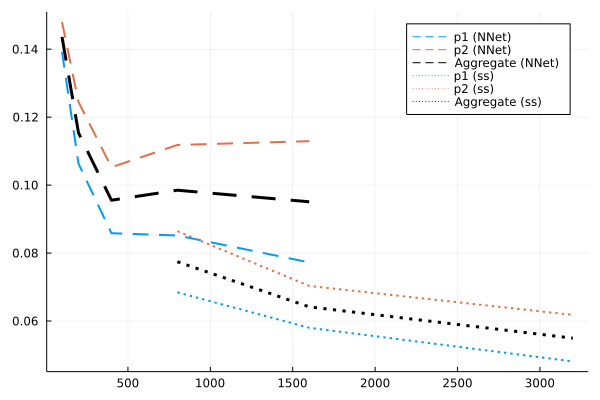 0.14
0.12
0.10
0.08
0.06
500
1000
1500
2000
2500
3000
p1 (NNet)
p2 (NNet)
Aggregate (NNet)
p1 (ss)
p2 (ss)
Aggregate (ss)